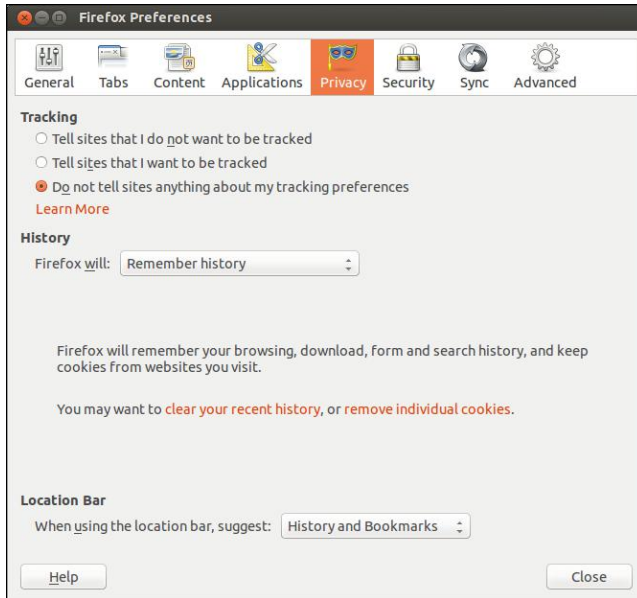 Firefox Preferences
General Tabs Content Applications Privacy Security Sync Advanced
Tracking
Tell sites that I do not want to be tracked
Tell sites that I want to be tracked
Do not tell sites anything about my tracking preferences
Learn More
History
Firefox will: Remember history
Firefox will remember your browsing, download, form and search history, and keep
cookies from websites you visit.
You may want to clear your recent history, or remove individual cookies.
Location Bar
When using the location bar, suggest: History and Bookmarks
Help Close